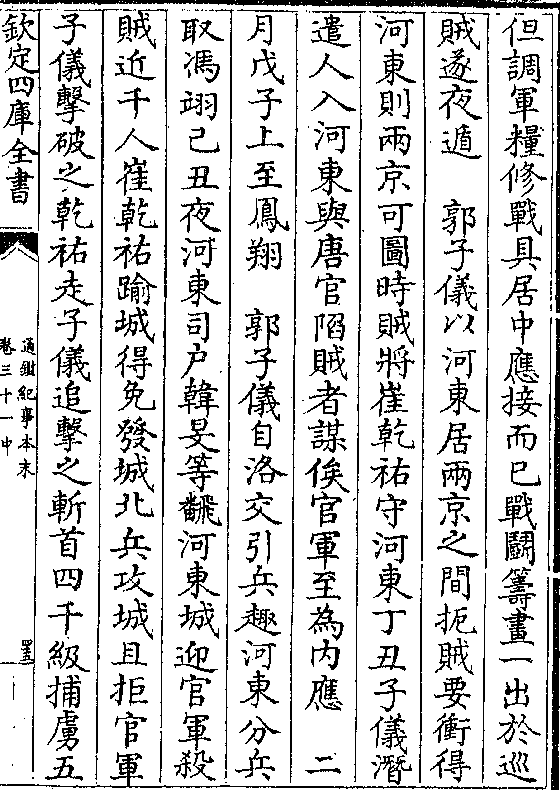 但調軍糧修戰具居中應接而已戰鬭籌畫一出於廵
賊遂夜遁　郭子儀以河東居兩京之間扼賊要衝得
河東則兩京可圖時賊將崔乾祐守河東丁丑子儀潛
遣人入河東與唐官陷賊者謀俟官軍至為内應　二
月戊子上至鳳翔　郭子儀自洛交引兵趣河東分兵
取馮翊己丑夜河東司户韓旻等飜河東城迎官軍殺
賊近千人崔乾祐踰城得免發城北兵攻城且拒官軍
子儀擊破之乾祐走子儀追擊之斬首四千級捕虜五
欽定四庫全書
通鑑紀事本末
卷三十一中